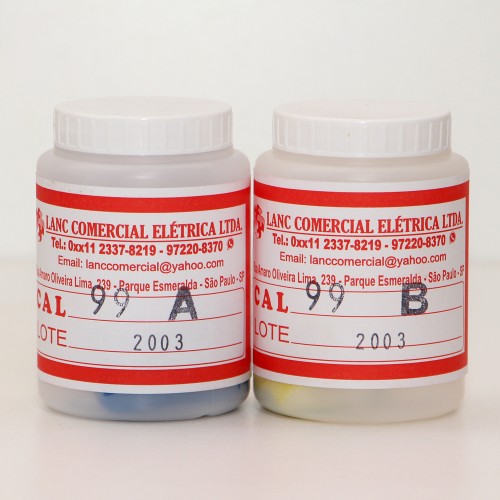 LANC COMERCIAL ELÉTRICA LTDA.
Tel.: 0xx11 2337-8219 - 97220-8370
Email: lanccomercial@yahoo.com
Amaro Oliveira Lima, 239 - Parque Esmeralda - São Paulo - SP
CAL 99 A
LOTE 2003
LANC COMERCIAL ELÉTRICA LTDA.
Tel.: 0xx11 2337-8219 - 97220-8370
Email: lanccomercial@yahoo.com
Amaro Oliveira Lima, 239 - Parque Esmeralda - São Paulo - SP
CAL 99 B
LOTE 2003